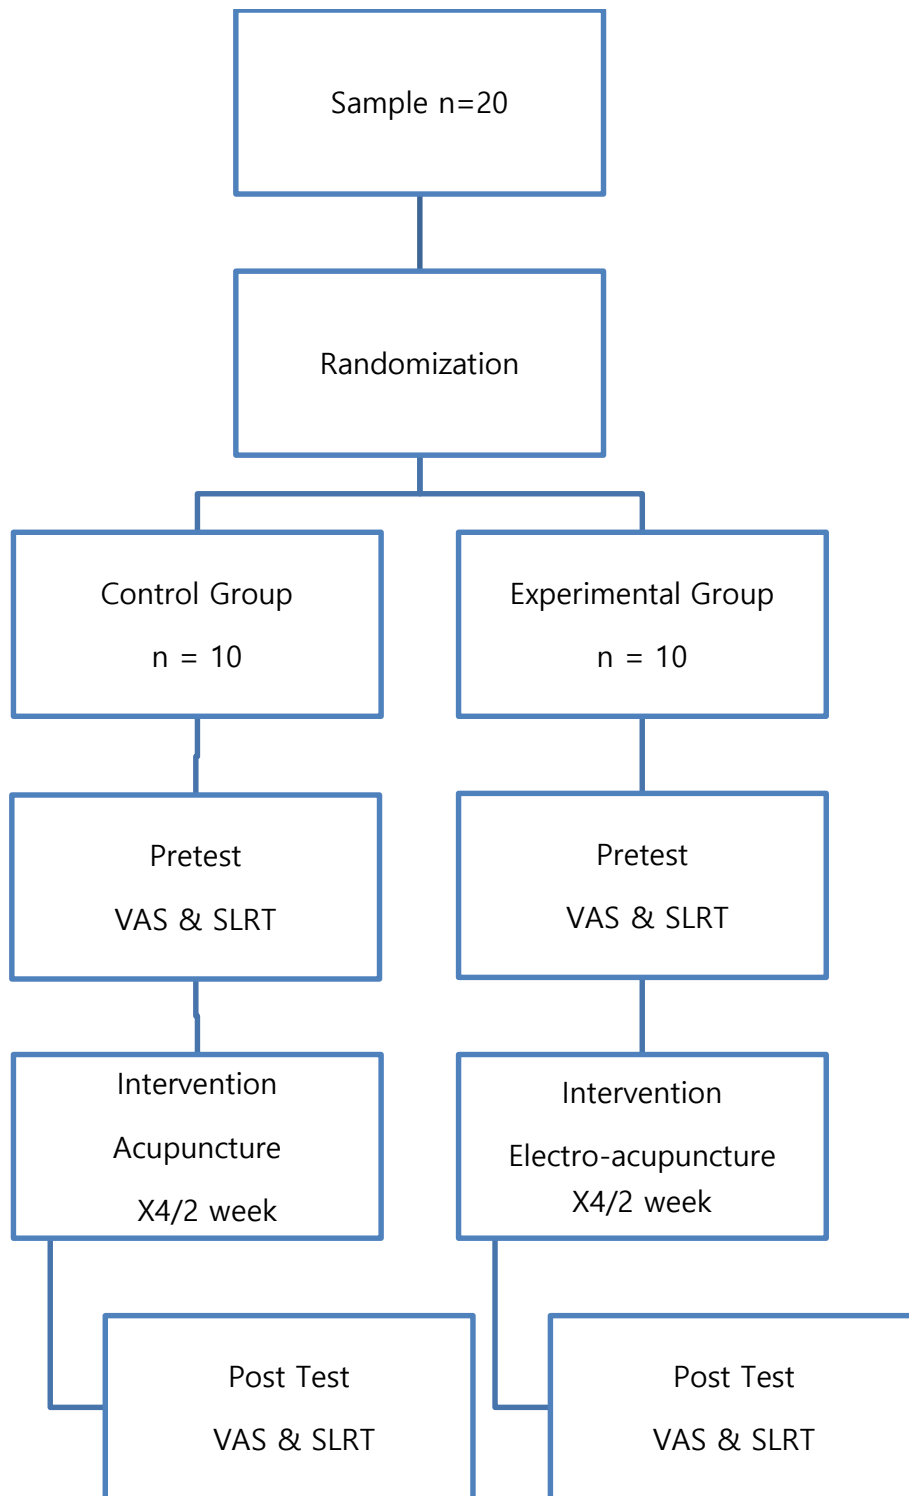 Sample n=20
Randomization
Control Group
n = 10
Experimental Group
n = 10
Pretest
VAS & SLRT
Pretest
VAS & SLRT
Intervention
Acupuncture
X4/2 week
Intervention
Electro-acupuncture
X4/2 week
Post Test
VAS & SLRT
Post Test
VAS & SLRT